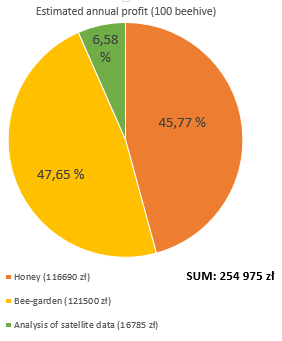 Estimated annual profit (100 beehive)
6,58
%
45,77 %
47,65 %
SUM: 254 975 zł
Honey (116690 zł)
Bee-garden (121500 zł)
Analysis of satellite data (16785 zł)